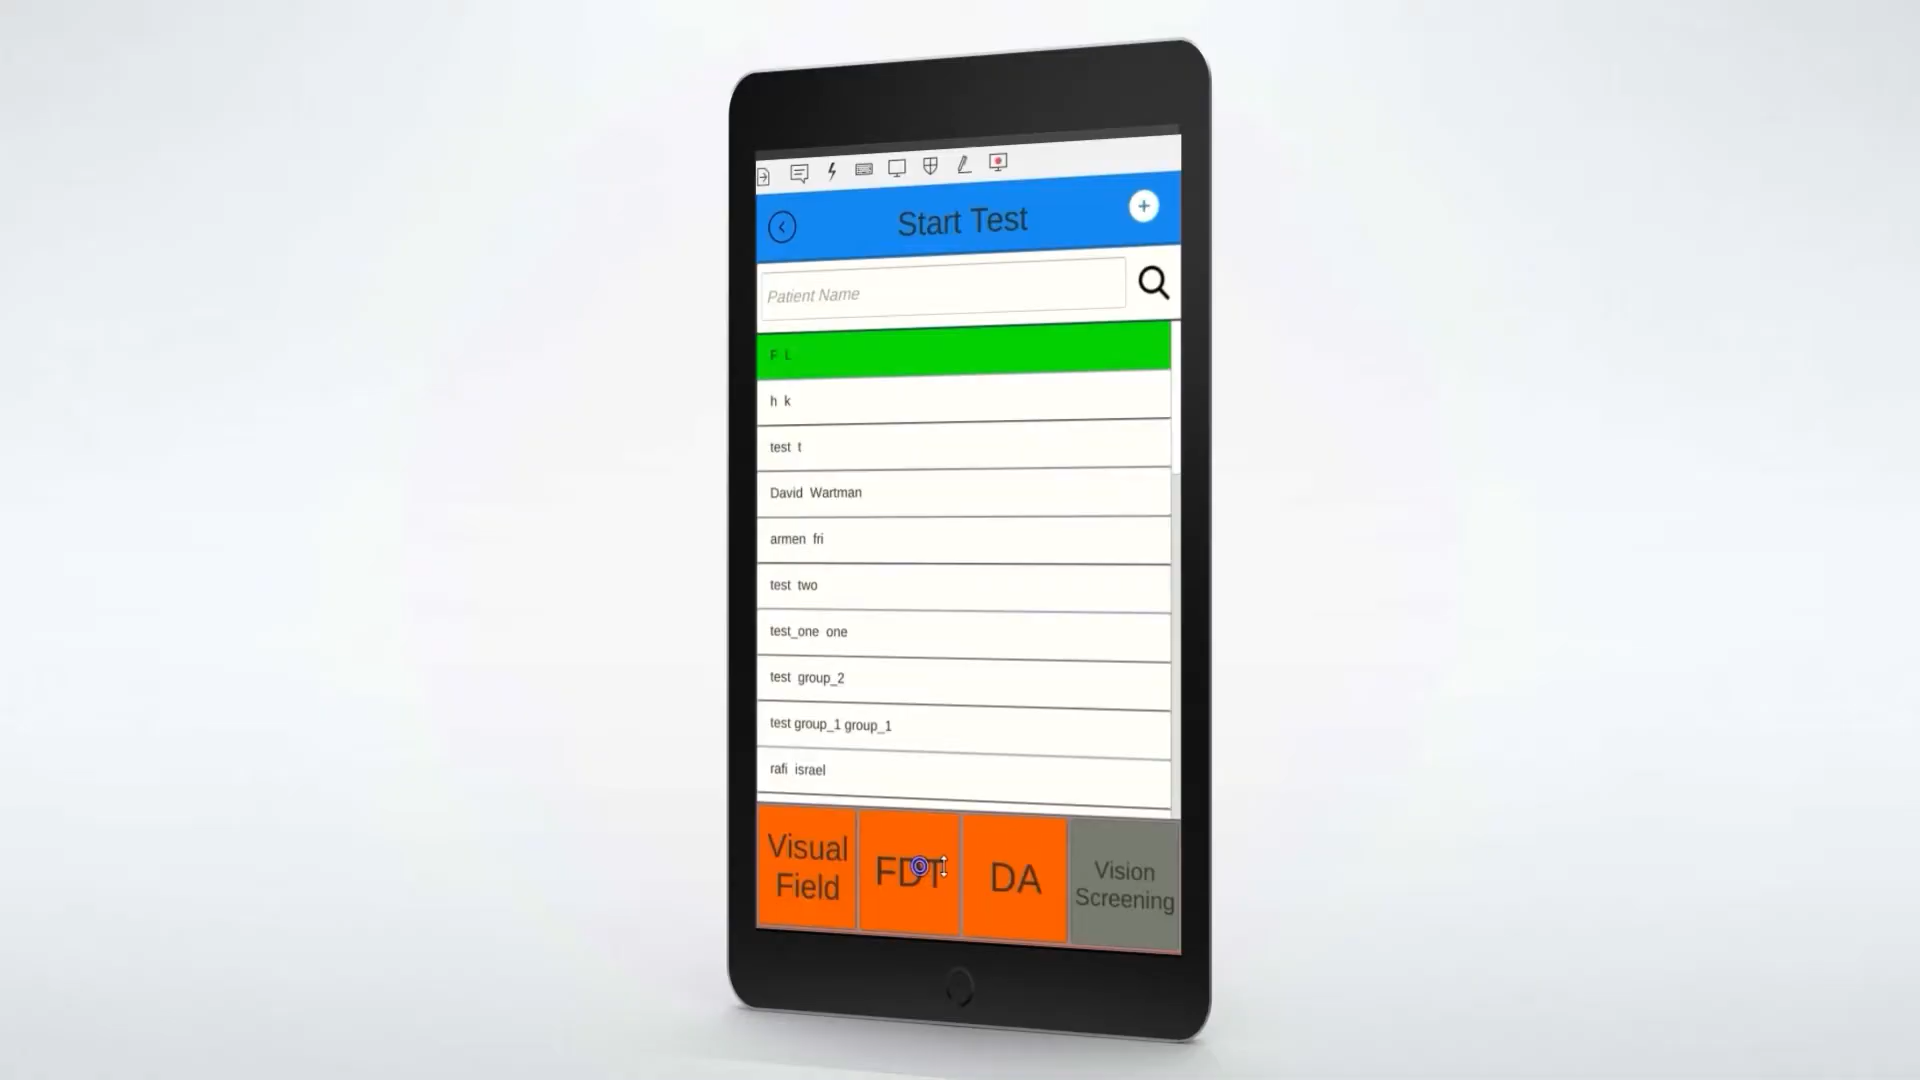 Start Test
Patient Name
F L
h k
test t
David Wartman
armen fri
test two
test_one one
test group_2
test group_1 group_1
rafi israel
Visual
Field
FDT
DA
Vision
Screening